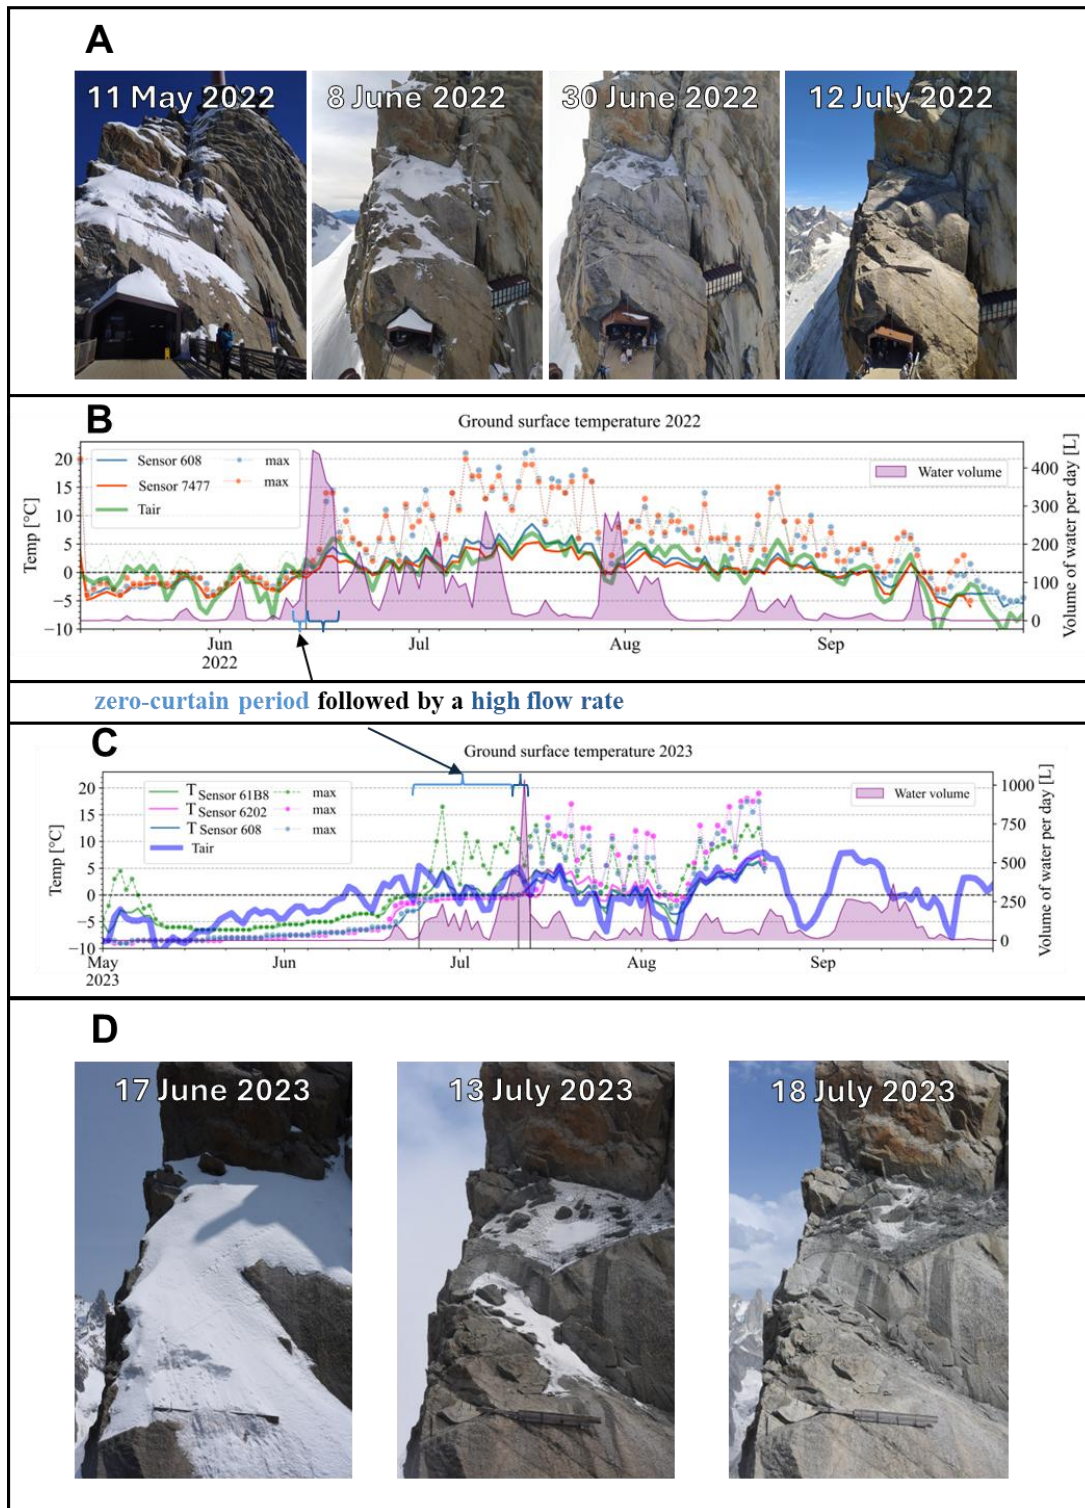 A
11 May 2022
8 June 2022
30 June 2022
12 July 2022
B
Ground surface temperature 2022
Temp [°C]
20
15
10
5
0
−5
−10
Sensor 608
max
Sensor 7477
max
Tair
Water volume
Volume of water per day [L]
400
300
200
100
0
Jun
2022
Jul
Aug
Sep
zero-curtain period followed by a high flow rate
C
Ground surface temperature 2023
Temp [°C]
20
15
10
5
0
−5
−10
T Sensor 61B8
max
T Sensor 6202
max
T Sensor 608
max
Tair
Water volume
Volume of water per day [L]
1000
750
500
250
0
May
2023
Jun
Jul
Aug
Sep
D
17 June 2023
13 July 2023
18 July 2023